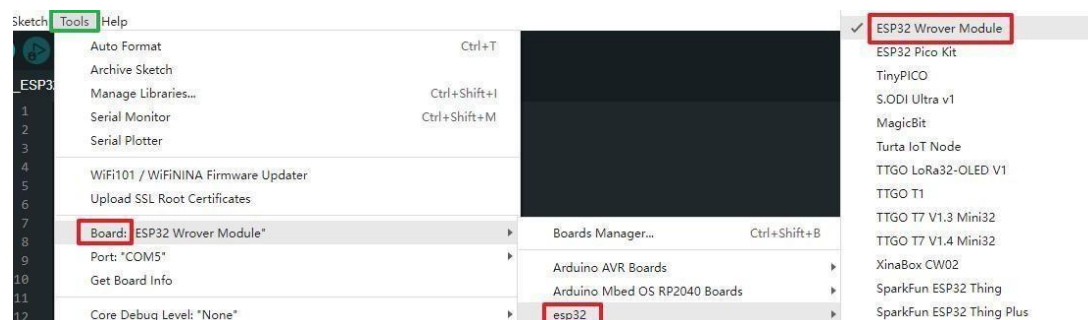 Sketch Tools Help
Auto Format Ctrl+T
Archive Sketch
_ESP3
Manage Libraries... Ctrl+Shift+I
1
Serial Monitor Ctrl+Shift+M
2
Serial Plotter
3
4
WiFi101 / WiFiNINA Firmware Updater
5
Upload SSL Root Certificates
6
7
Board: "ESP32 Wrover Module"
8
Port: "COM5"
9
Get Board Info
10
11
Core Debug Level: "None"
12
Boards Manager... Ctrl+Shift+B
Arduino AVR Boards
Arduino Mbed OS RP2040 Boards
esp32
✓ ESP32 Wrover Module
ESP32 Pico Kit
TinyPICO
S.ODI Ultra v1
MagicBit
Turta IoT Node
TTGO LoRa32-OLED V1
TTGO T1
TTGO T7 V1.3 Mini32
TTGO T7 V1.4 Mini32
XinaBox CW02
SparkFun ESP32 Thing
SparkFun ESP32 Thing Plus